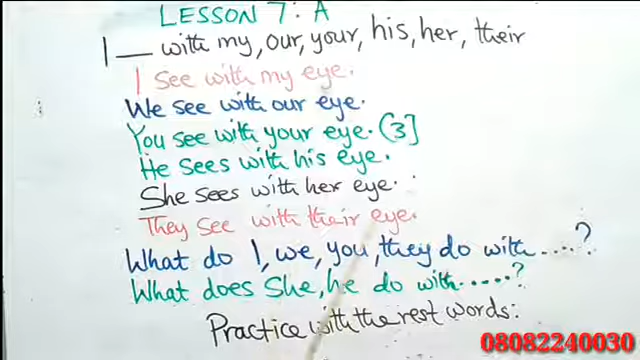 LESSON 7: A
I __ with my, our, your, his, her, their
I see with my eye.
We see with our eye.
You see with your eye. (3]
He sees with his eye.
She sees with her eye.
They see with their eye.
What do I, we, you, they do with ....?
What does She, he do with.....?
Practice with the rest words:
08082240030